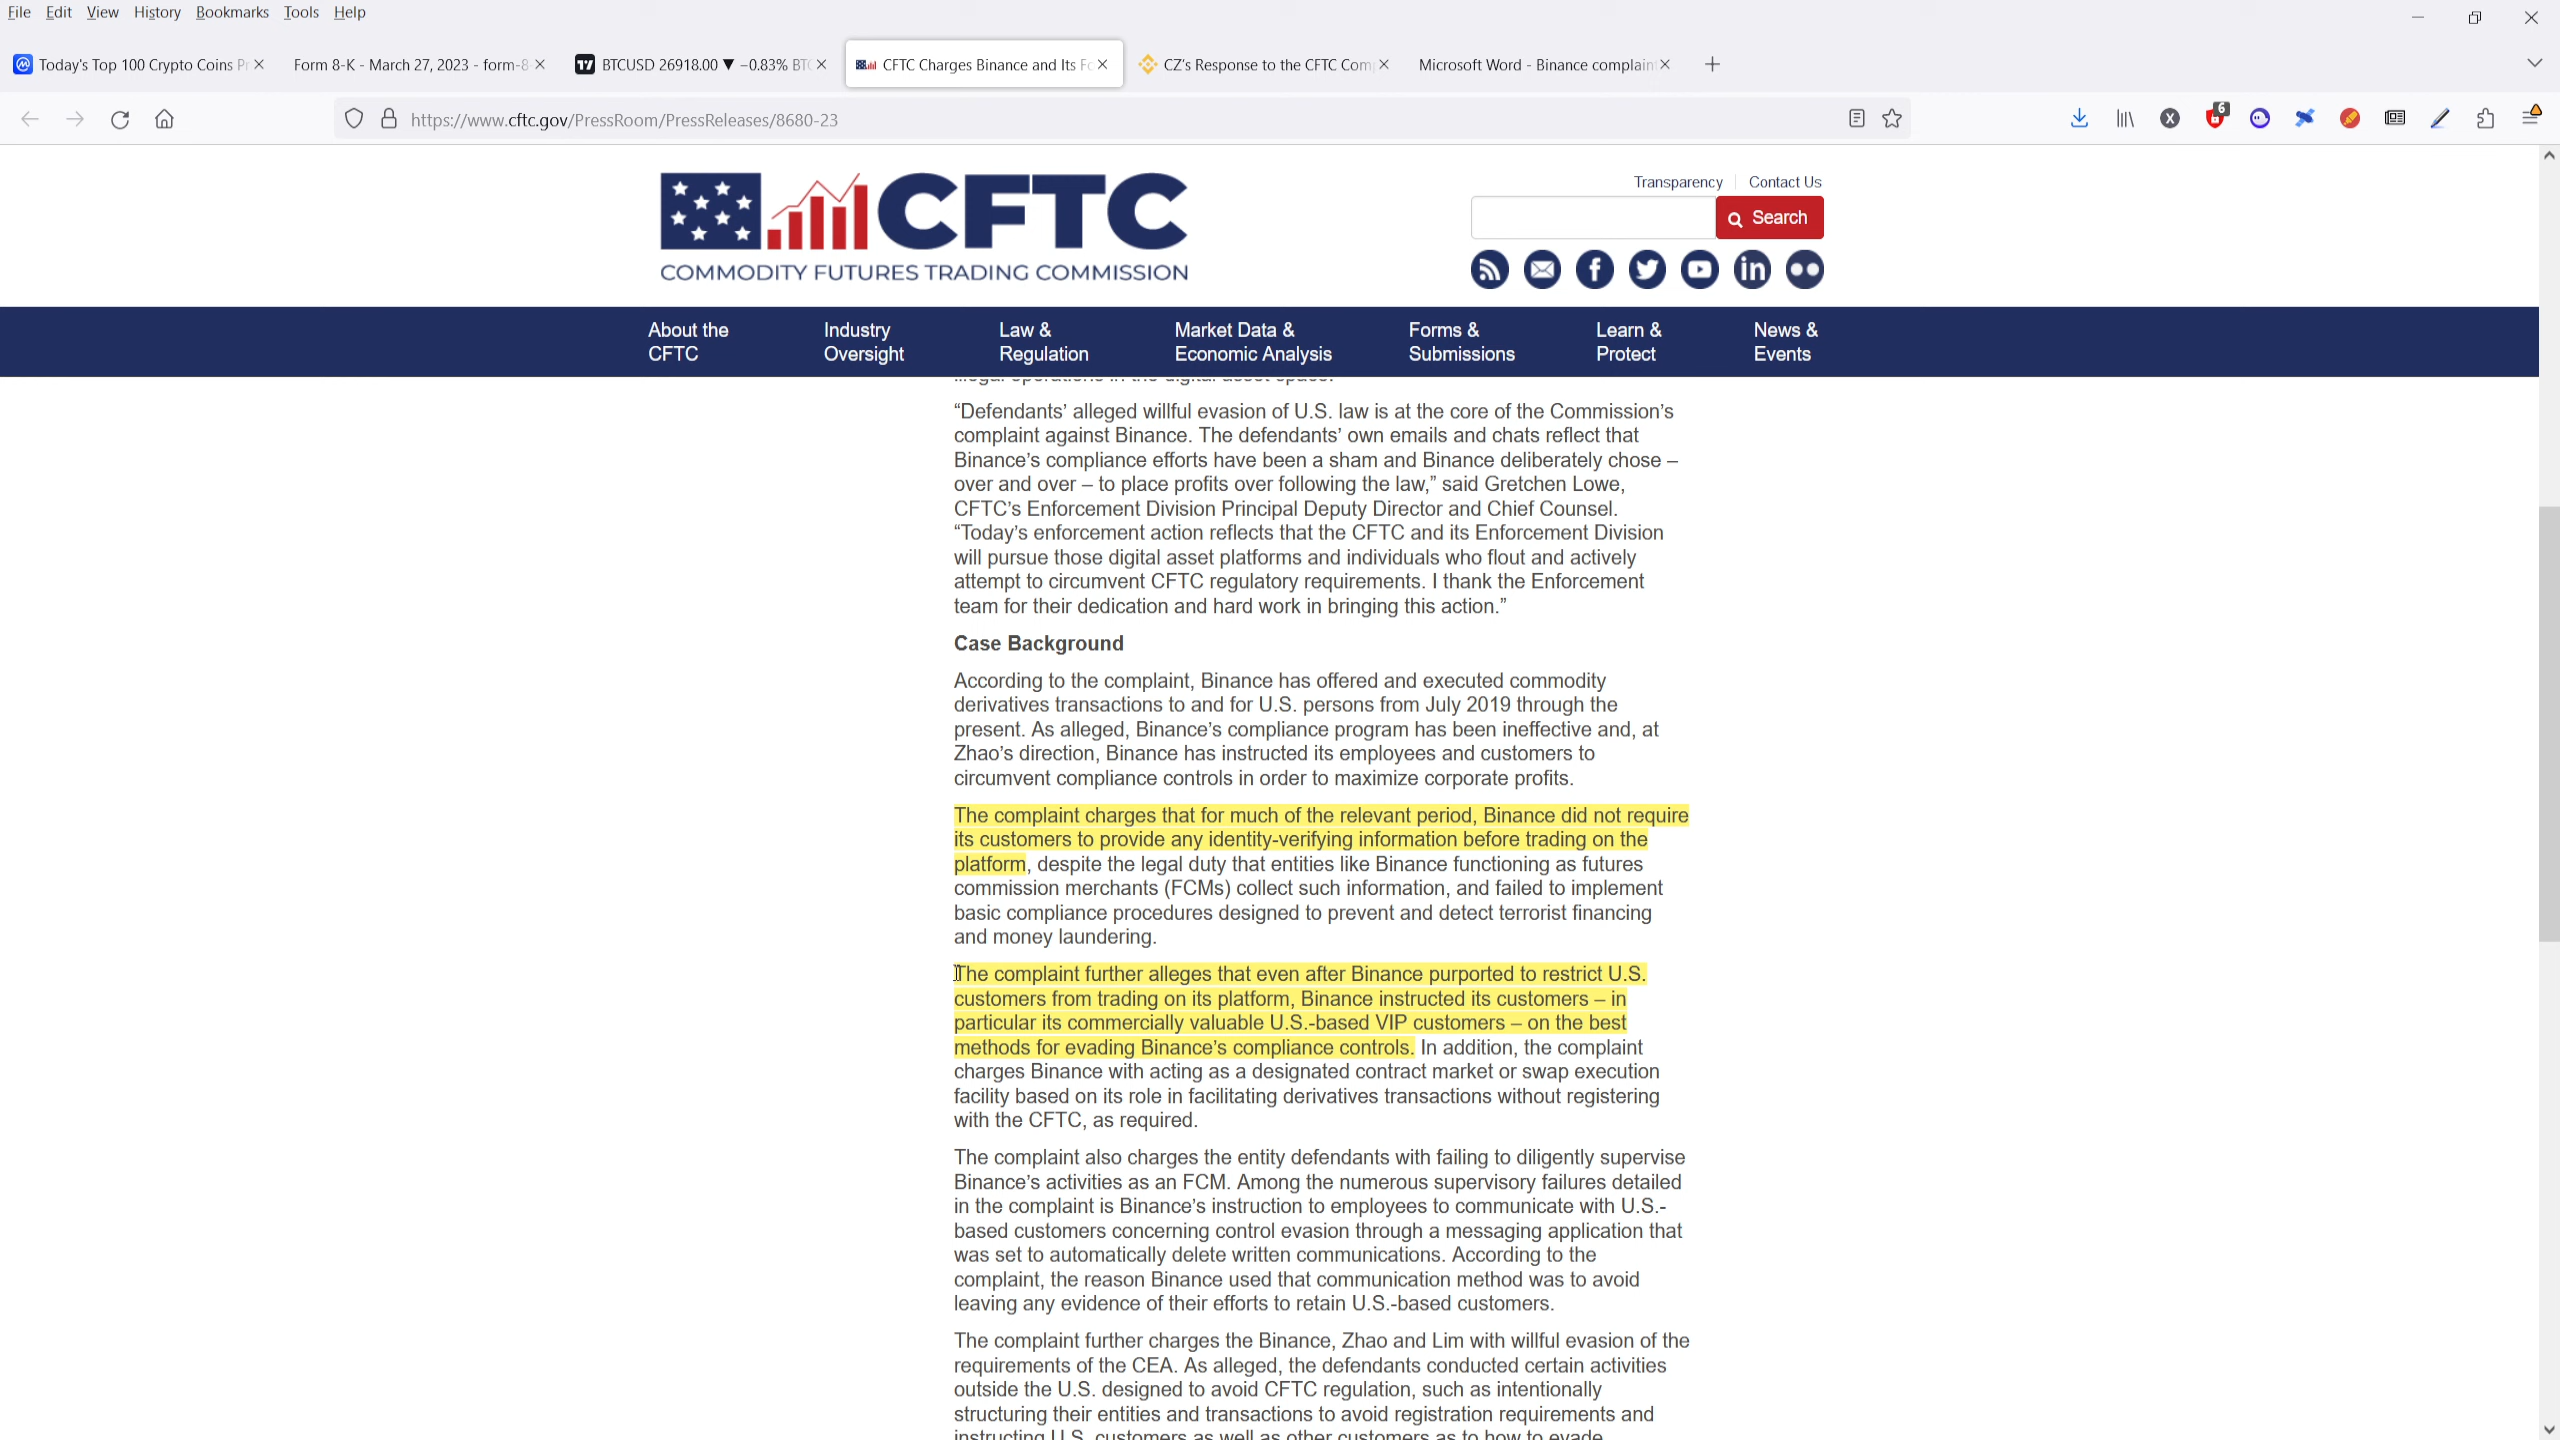 File Edit View History Bookmarks Tools Help
Today's Top 100 Crypto Coins Pr
Form 8-K - March 27, 2023 - form-8
BTCUSD 26918.00 ▼ −0.83% BTC
CFTC Charges Binance and Its Fo
CZ's Response to the CFTC Com
Microsoft Word - Binance complaint
https://www.cftc.gov/PressRoom/PressReleases/8680-23
6
CFTC
COMMODITY FUTURES TRADING COMMISSION
Transparency Contact Us
Search
About the
CFTC
Industry
Oversight
Law &
Regulation
Market Data &
Economic Analysis
Forms &
Submissions
Learn &
Protect
News &
Events
illegal operations in the digital asset space.
“Defendants’ alleged willful evasion of U.S. law is at the core of the Commission’s
complaint against Binance. The defendants’ own emails and chats reflect that
Binance’s compliance efforts have been a sham and Binance deliberately chose –
over and over – to place profits over following the law,” said Gretchen Lowe,
CFTC’s Enforcement Division Principal Deputy Director and Chief Counsel.
“Today’s enforcement action reflects that the CFTC and its Enforcement Division
will pursue those digital asset platforms and individuals who flout and actively
attempt to circumvent CFTC regulatory requirements. I thank the Enforcement
team for their dedication and hard work in bringing this action.”
Case Background
According to the complaint, Binance has offered and executed commodity
derivatives transactions to and for U.S. persons from July 2019 through the
present. As alleged, Binance’s compliance program has been ineffective and, at
Zhao’s direction, Binance has instructed its employees and customers to
circumvent compliance controls in order to maximize corporate profits.
The complaint charges that for much of the relevant period, Binance did not require
its customers to provide any identity-verifying information before trading on the
platform, despite the legal duty that entities like Binance functioning as futures
commission merchants (FCMs) collect such information, and failed to implement
basic compliance procedures designed to prevent and detect terrorist financing
and money laundering.
The complaint further alleges that even after Binance purported to restrict U.S.
customers from trading on its platform, Binance instructed its customers – in
particular its commercially valuable U.S.-based VIP customers – on the best
methods for evading Binance’s compliance controls. In addition, the complaint
charges Binance with acting as a designated contract market or swap execution
facility based on its role in facilitating derivatives transactions without registering
with the CFTC, as required.
The complaint also charges the entity defendants with failing to diligently supervise
Binance’s activities as an FCM. Among the numerous supervisory failures detailed
in the complaint is Binance’s instruction to employees to communicate with U.S.-
based customers concerning control evasion through a messaging application that
was set to automatically delete written communications. According to the
complaint, the reason Binance used that communication method was to avoid
leaving any evidence of their efforts to retain U.S.-based customers.
The complaint further charges the Binance, Zhao and Lim with willful evasion of the
requirements of the CEA. As alleged, the defendants conducted certain activities
outside the U.S. designed to avoid CFTC regulation, such as intentionally
structuring their entities and transactions to avoid registration requirements and
instructing U.S. customers as well as other customers as to how to evade